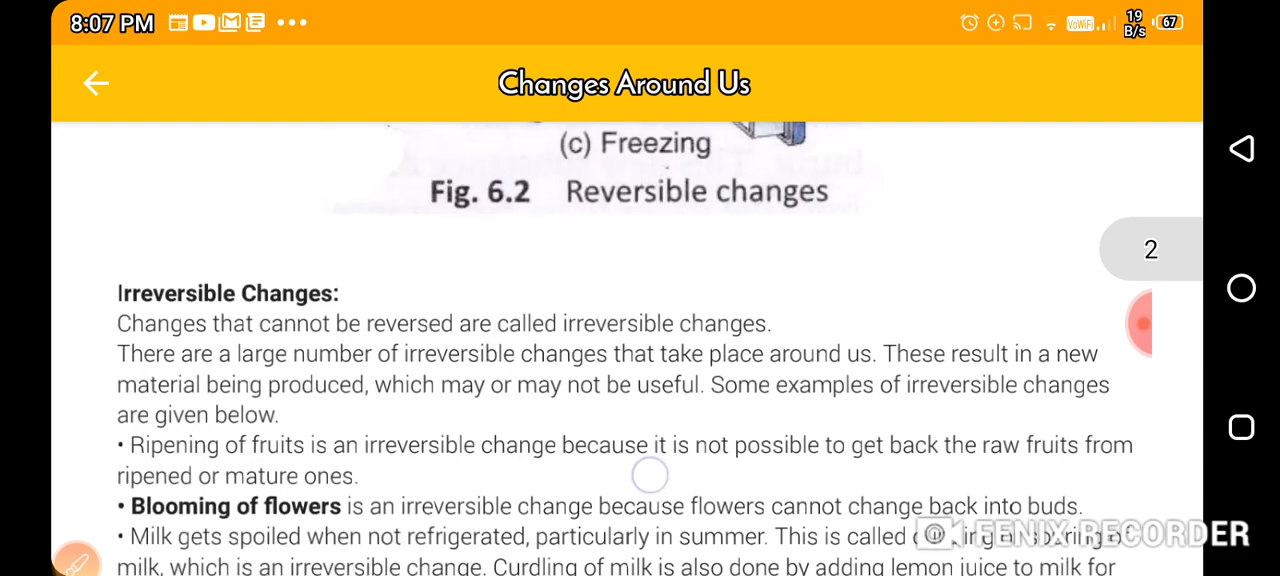 8:07 PM
19
VoWiFi
B/s
67
Changes Around Us
(c) Freezing
Fig. 6.2 Reversible changes
2
Irreversible Changes:
Changes that cannot be reversed are called irreversible changes.
There are a large number of irreversible changes that take place around us. These result in a new
material being produced, which may or may not be useful. Some examples of irreversible changes
are given below.
• Ripening of fruits is an irreversible change because it is not possible to get back the raw fruits from
ripened or mature ones.
• Blooming of flowers is an irreversible change because flowers cannot change back into buds.
• Milk gets spoiled when not refrigerated, particularly in summer. This is called
FENIX RECORDER
milk, which is an irreversible change. Curdling of milk is also done by adding lemon juice to milk for